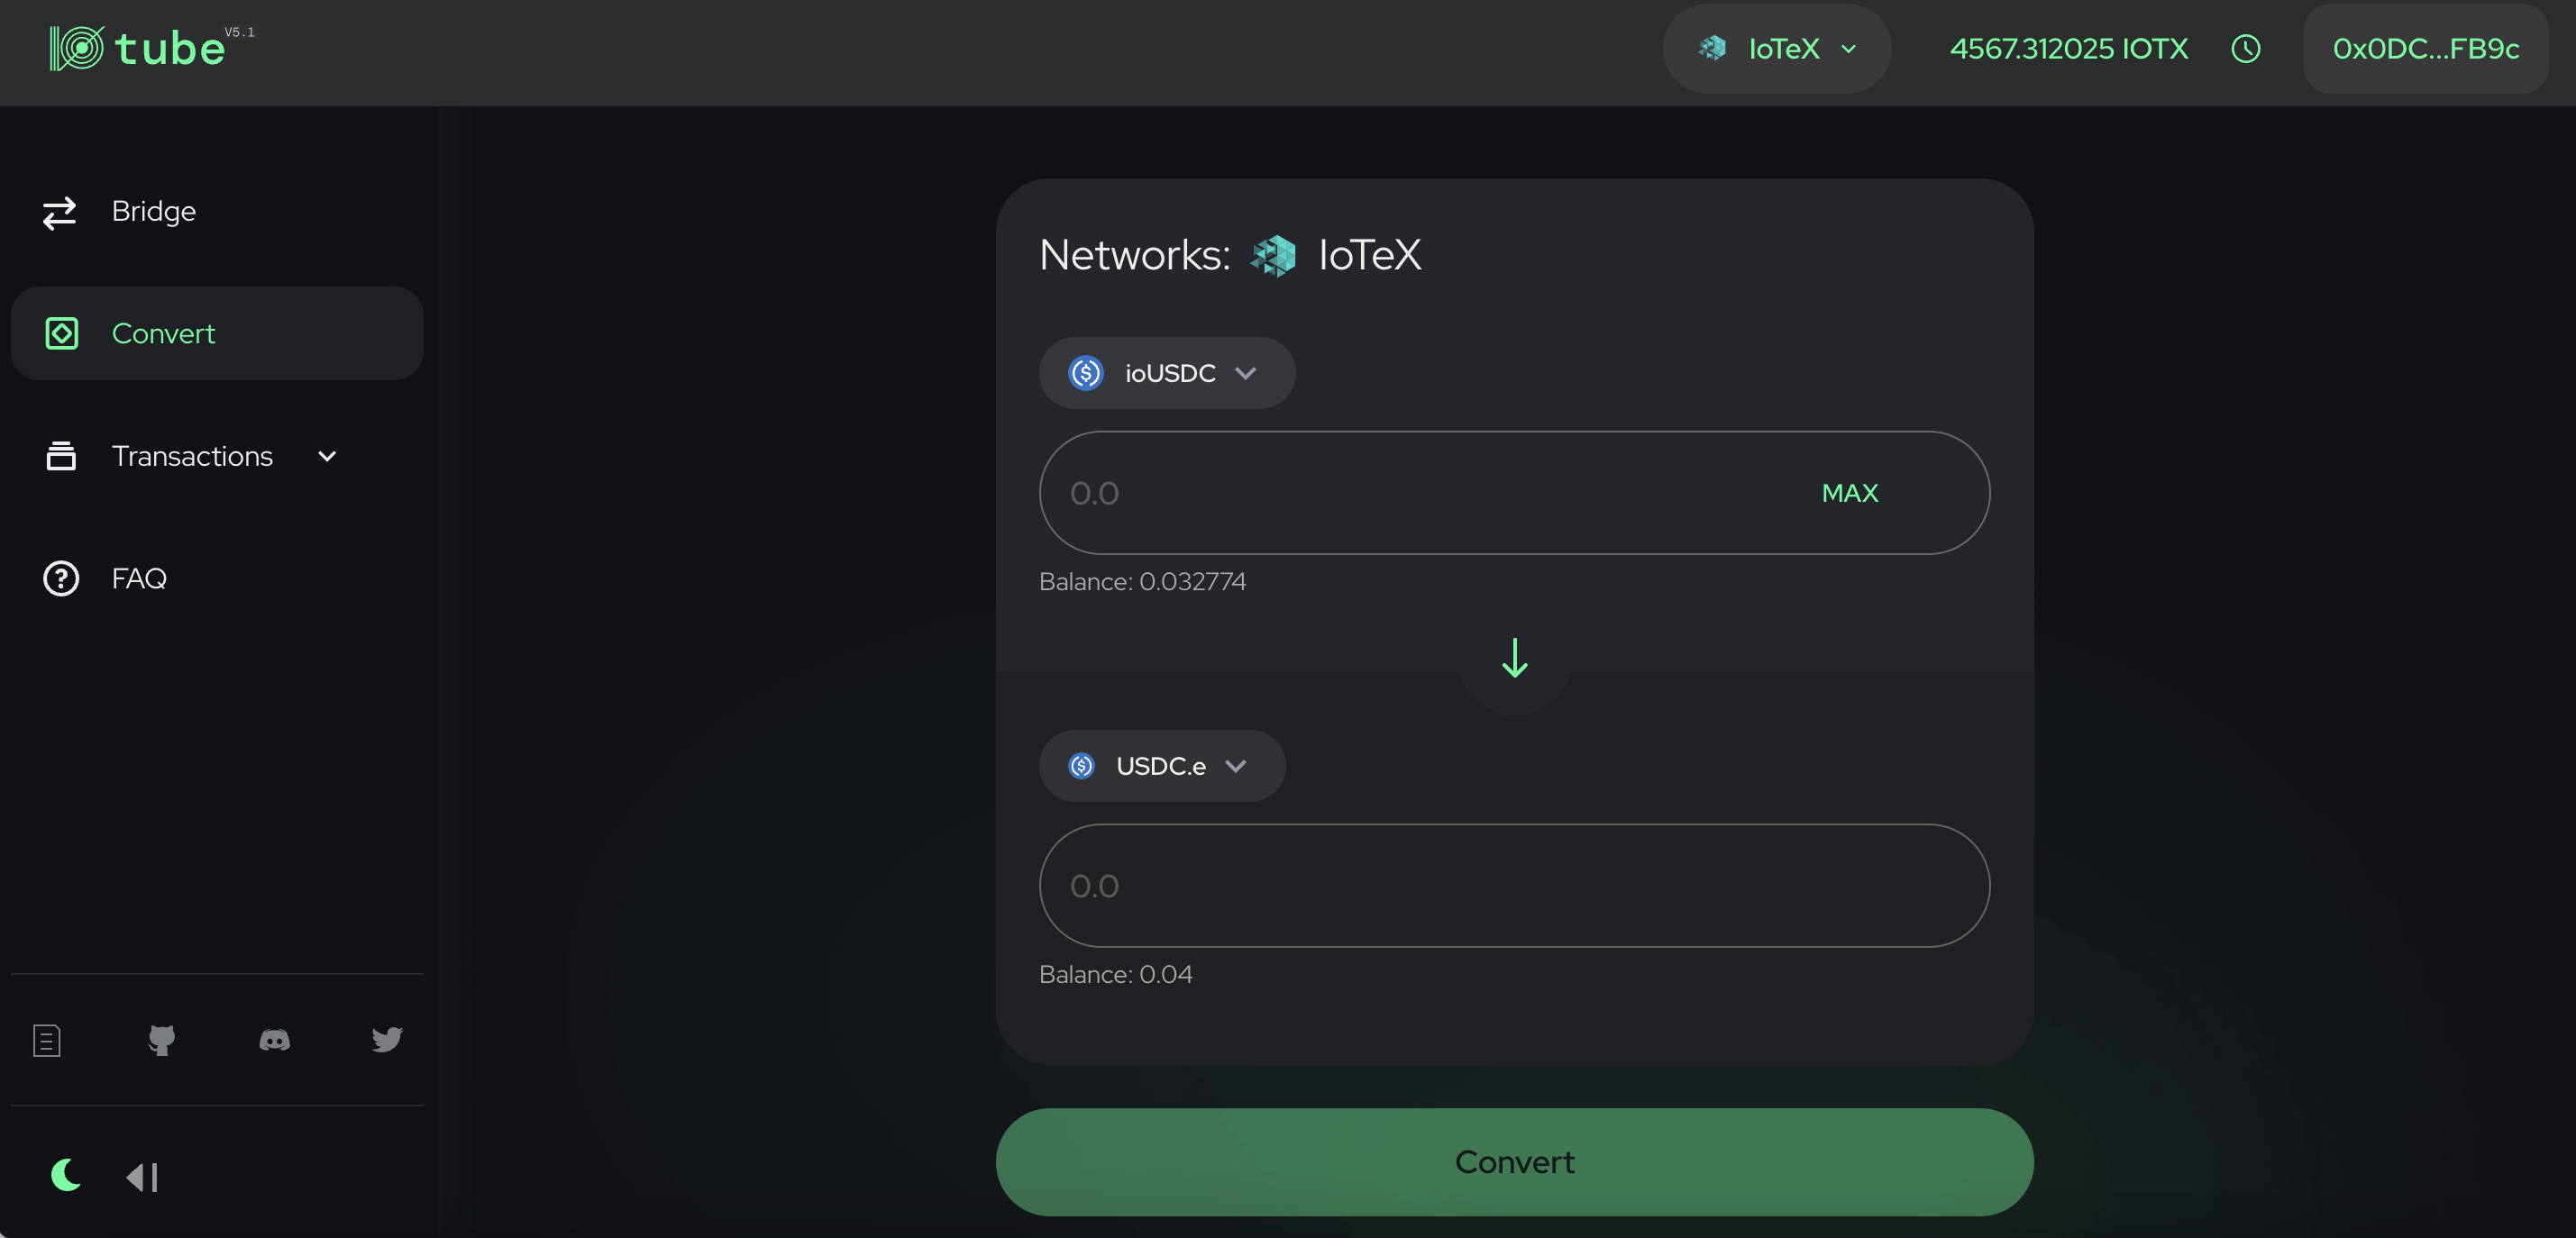 tube V5.1
IoTeX
4567.312025 IOTX
0x0DC...FB9c
Bridge
Convert
Transactions
FAQ
Networks: IoTeX
ioUSDC
0.0 MAX
Balance: 0.032774
USDC.e
0.0
Balance: 0.04
Convert